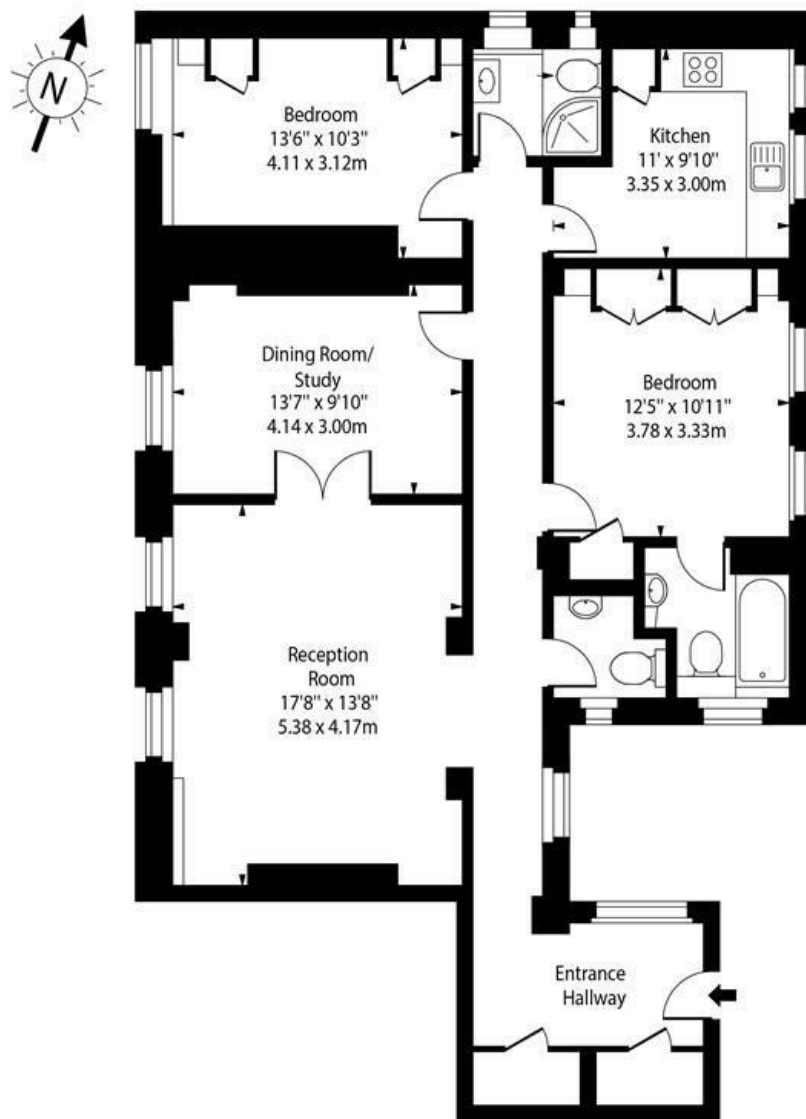 N
Bedroom
13'6" x 10'3"
4.11 x 3.12m
Kitchen
11' x 9'10"
3.35 x 3.00m
Dining Room/
Study
13'7" x 9'10"
4.14 x 3.00m
Bedroom
12'5" x 10'11"
3.78 x 3.33m
Reception
Room
17'8" x 13'8"
5.38 x 4.17m
Entrance
Hallway